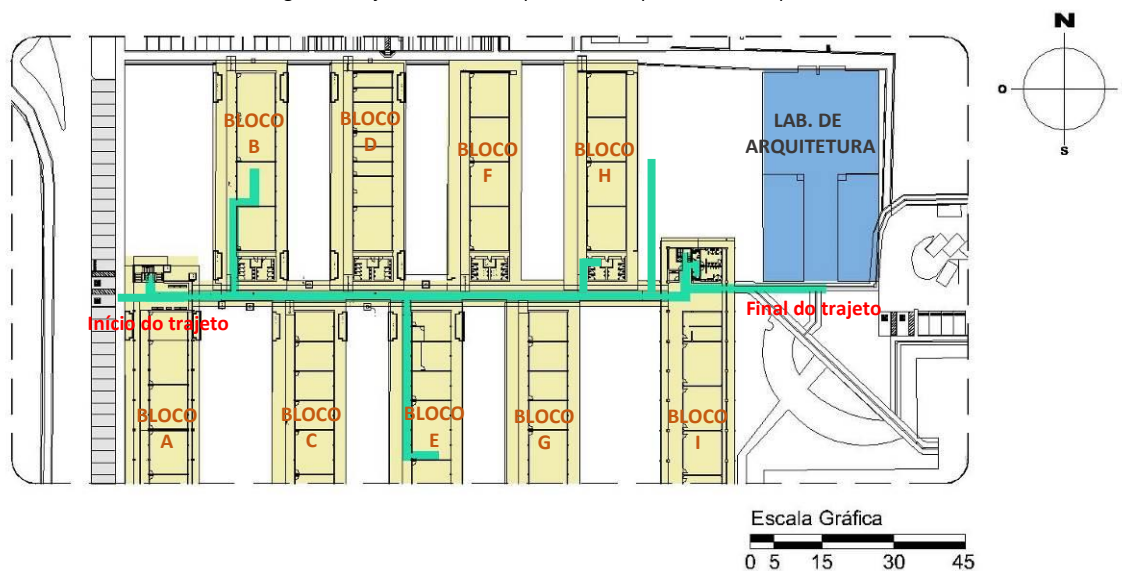 N
O
S
BLOCO
B
BLOCO
D
BLOCO
F
BLOCO
H
LAB. DE
ARQUITETURA
Início do trajeto
Final do trajeto
BLOCO
A
BLOCO
C
BLOCO
E
BLOCO
G
BLOCO
I
Escala Gráfica
0 5 15 30 45